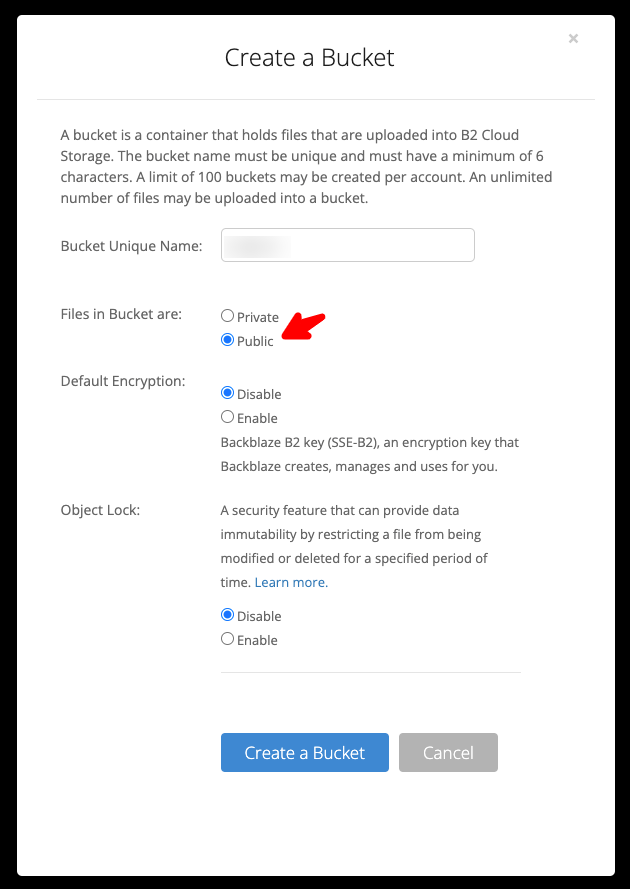 ×
Create a Bucket
A bucket is a container that holds files that are uploaded into B2 Cloud
Storage. The bucket name must be unique and must have a minimum of 6
characters. A limit of 100 buckets may be created per account. An unlimited
number of files may be uploaded into a bucket.
Bucket Unique Name:
Files in Bucket are:
Private
Public
Default Encryption:
Disable
Enable
Backblaze B2 key (SSE-B2), an encryption key that
Backblaze creates, manages and uses for you.
Object Lock:
A security feature that can provide data
immutability by restricting a file from being
modified or deleted for a specified period of
time. Learn more.
Disable
Enable
Create a Bucket
Cancel